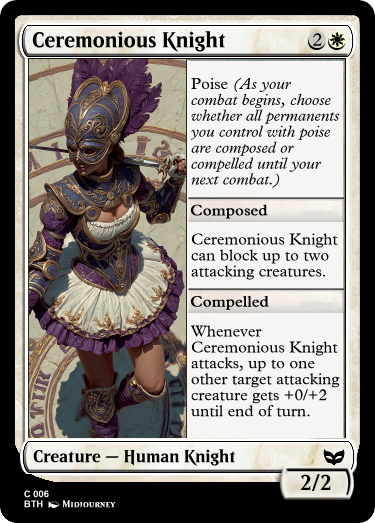 Ceremonious Knight 2
Poise (As your
combat begins, choose
whether all permanents
you control with poise
are composed or
compelled until your
next combat.)
Composed
Ceremonious Knight
can block up to two
attacking creatures.
Compelled
Whenever
Ceremonious Knight
attacks, up to one
other target attacking
creature gets +0/+2
until end of turn.
Creature — Human Knight
2/2
C 006
BTH Midjourney